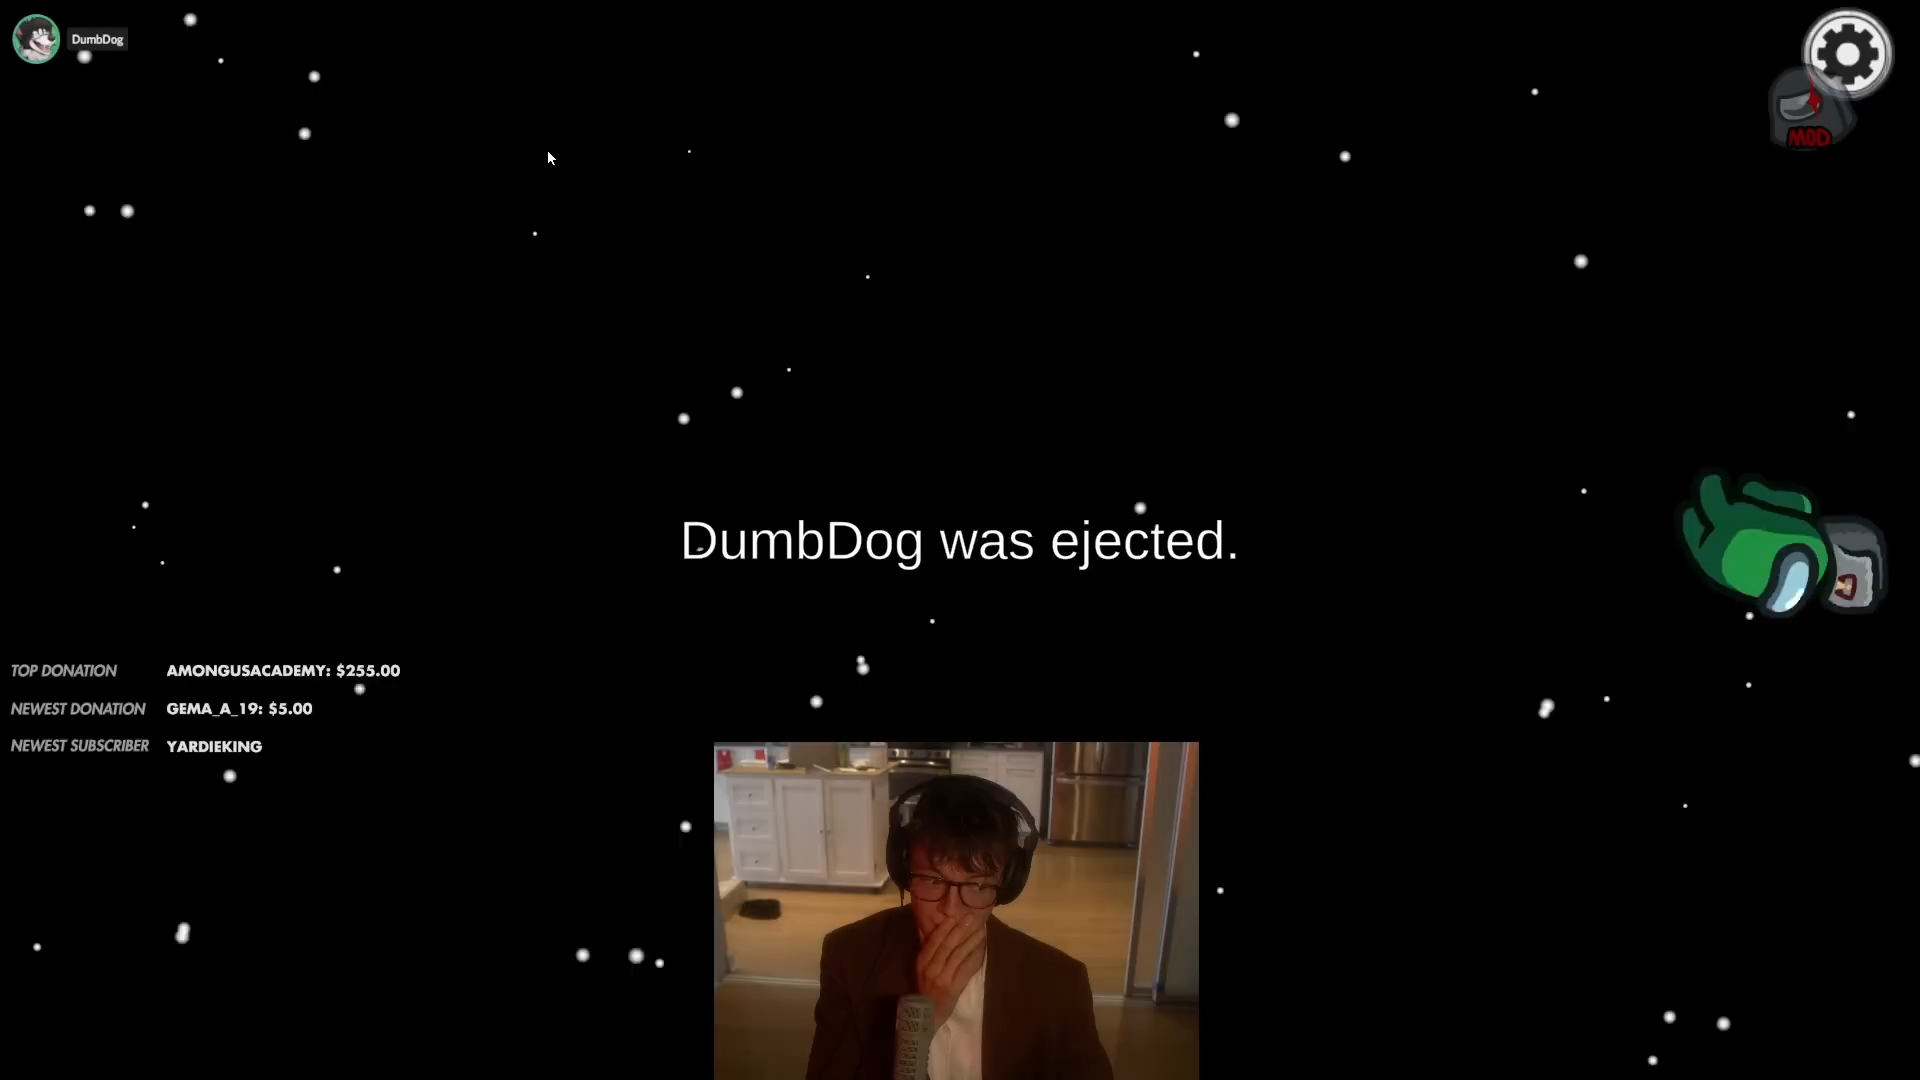 DumbDog
MOD
DumbDog was ejected.
TOP DONATION AMONGUSACADEMY: $255.00
NEWEST DONATION GEMA_A_19: $5.00
NEWEST SUBSCRIBER YARDIEKING